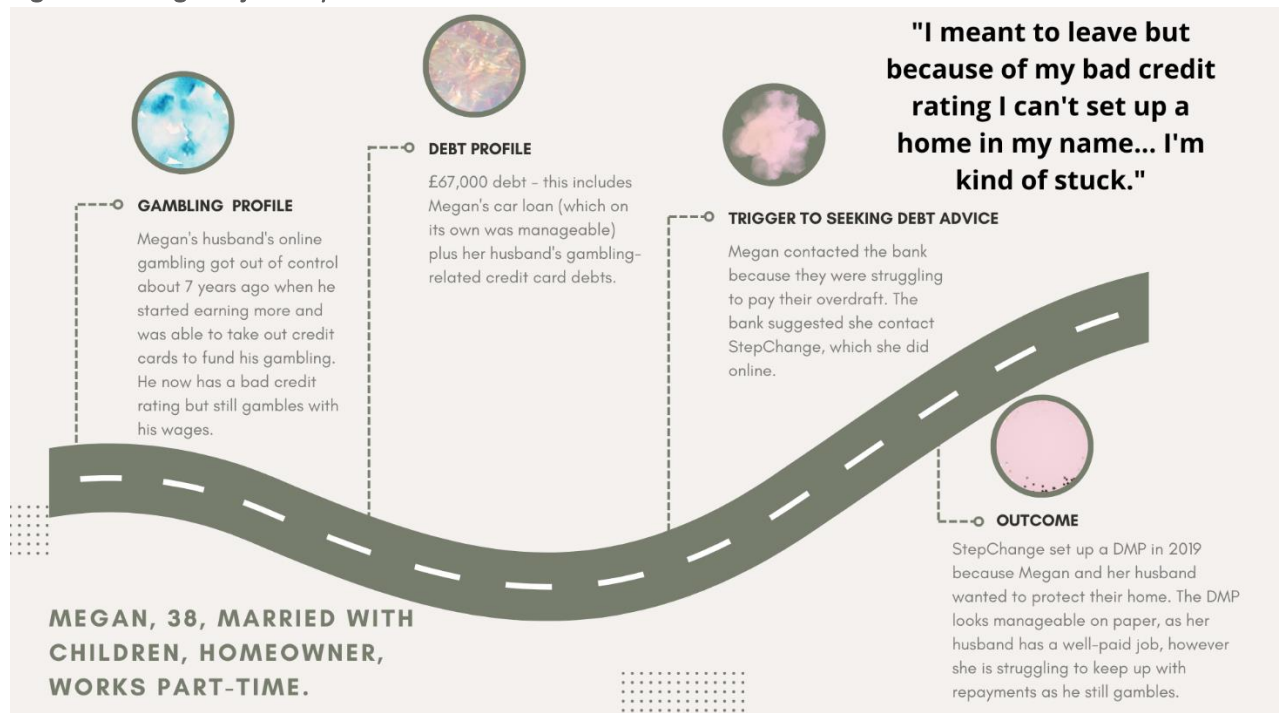 "I meant to leave but
because of my bad credit
rating I can't set up a
home in my name... I'm
kind of stuck."
GAMBLING PROFILE
Megan's husband's online
gambling got out of control
about 7 years ago when he
started earning more and
was able to take out credit
cards to fund his gambling.
He now has a bad credit
rating but still gambles with
his wages.
DEBT PROFILE
£67,000 debt - this includes
Megan's car loan (which on
its own was manageable)
plus her husband's gambling-
related credit card debts.
TRIGGER TO SEEKING DEBT ADVICE
Megan contacted the bank
because they were struggling
to pay their overdraft. The
bank suggested she contact
StepChange, which she did
online.
OUTCOME
StepChange set up a DMP in 2019
because Megan and her husband
wanted to protect their home. The DMP
looks manageable on paper, as her
husband has a well-paid job, however
she is struggling to keep up with
repayments as he still gambles.
MEGAN, 38, MARRIED WITH
CHILDREN, HOMEOWNER,
WORKS PART-TIME.